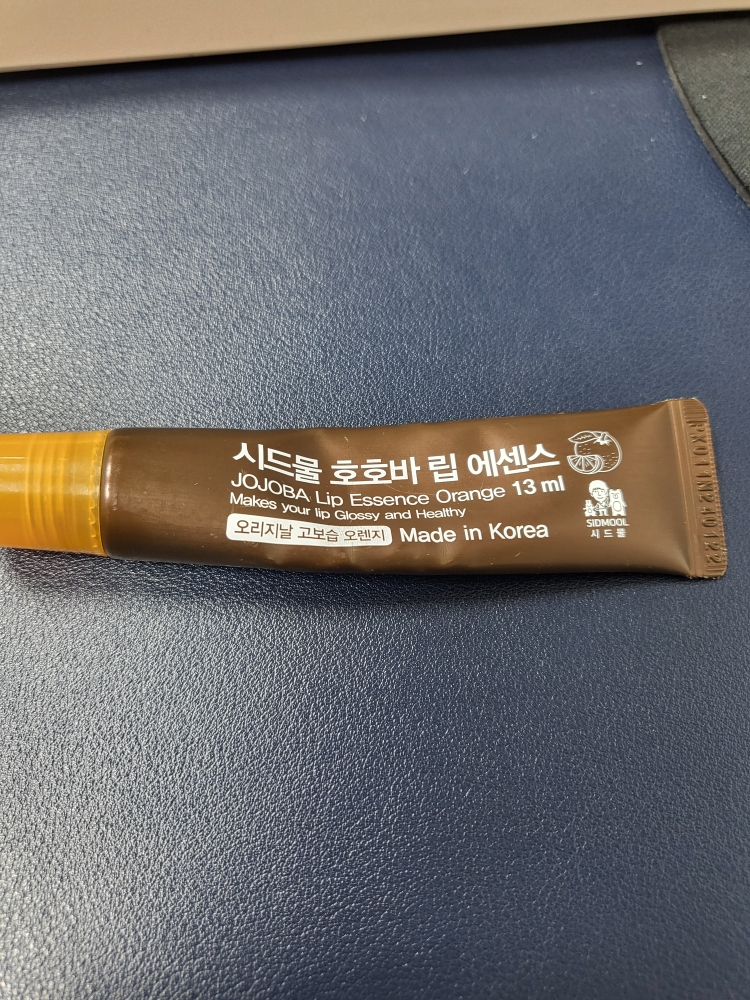 시드물 호호바 립 에센스
JOJOBA Lip Essence Orange 13 ml
Makes your lip Glossy and Healthy
오리지날 고보습 오렌지 Made in Korea
SIDMOOL
시드물